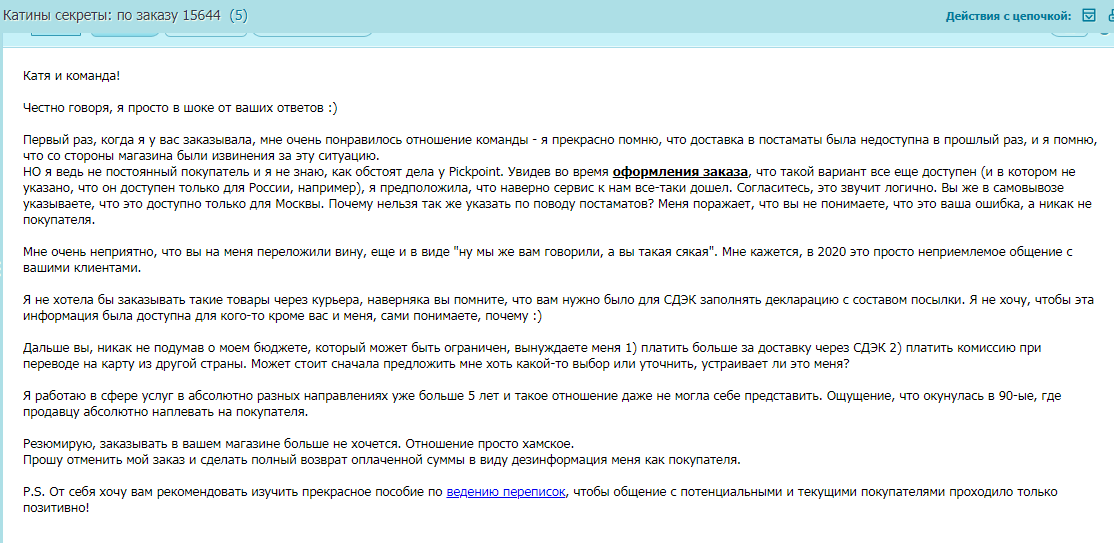 Катины секреты: по заказу 15644 (5)
Действия с цепочкой:
Катя и команда!
Честно говоря, я просто в шоке от ваших ответов :)
Первый раз, когда я у вас заказывала, мне очень понравилось отношение команды - я прекрасно помню, что доставка в постаматы была недоступна в прошлый раз, и я помню,
что со стороны магазина были извинения за эту ситуацию.
НО я ведь не постоянный покупатель и я не знаю, как обстоят дела у Pickpoint. Увидев во время оформления заказа, что такой вариант все еще доступен (и в котором не
указано, что он доступен только для России, например), я предположила, что наверно сервис к нам все-таки дошел. Согласитесь, это звучит логично. Вы же в самовывозе
указываете, что это доступно только для Москвы. Почему нельзя так же указать по поводу постаматов? Меня поражает, что вы не понимаете, что это ваша ошибка, а никак не
покупателя.
Мне очень неприятно, что вы на меня переложили вину, еще и в виде "ну мы же вам говорили, а вы такая сякая". Мне кажется, в 2020 это просто неприемлемое общение с
вашими клиентами.
Я не хотела бы заказывать такие товары через курьера, наверняка вы помните, что вам нужно было для СДЭК заполнять декларацию с составом посылки. Я не хочу, чтобы эта
информация была доступна для кого-то кроме вас и меня, сами понимаете, почему :)
Дальше вы, никак не подумав о моем бюджете, который может быть ограничен, вынуждаете меня 1) платить больше за доставку через СДЭК 2) платить комиссию при
переводе на карту из другой страны. Может стоит сначала предложить мне хоть какой-то выбор или уточнить, устраивает ли это меня?
Я работаю в сфере услуг в абсолютно разных направлениях уже больше 5 лет и такое отношение даже не могла себе представить. Ощущение, что окунулась в 90-ые, где
продавцу абсолютно наплевать на покупателя.
Резюмирую, заказывать в вашем магазине больше не хочется. Отношение просто хамское.
Прошу отменить мой заказ и сделать полный возврат оплаченной суммы в виду дезинформация меня как покупателя.
P.S. От себя хочу вам рекомендовать изучить прекрасное пособие по ведению переписок, чтобы общение с потенциальными и текущими покупателями проходило только
позитивно!